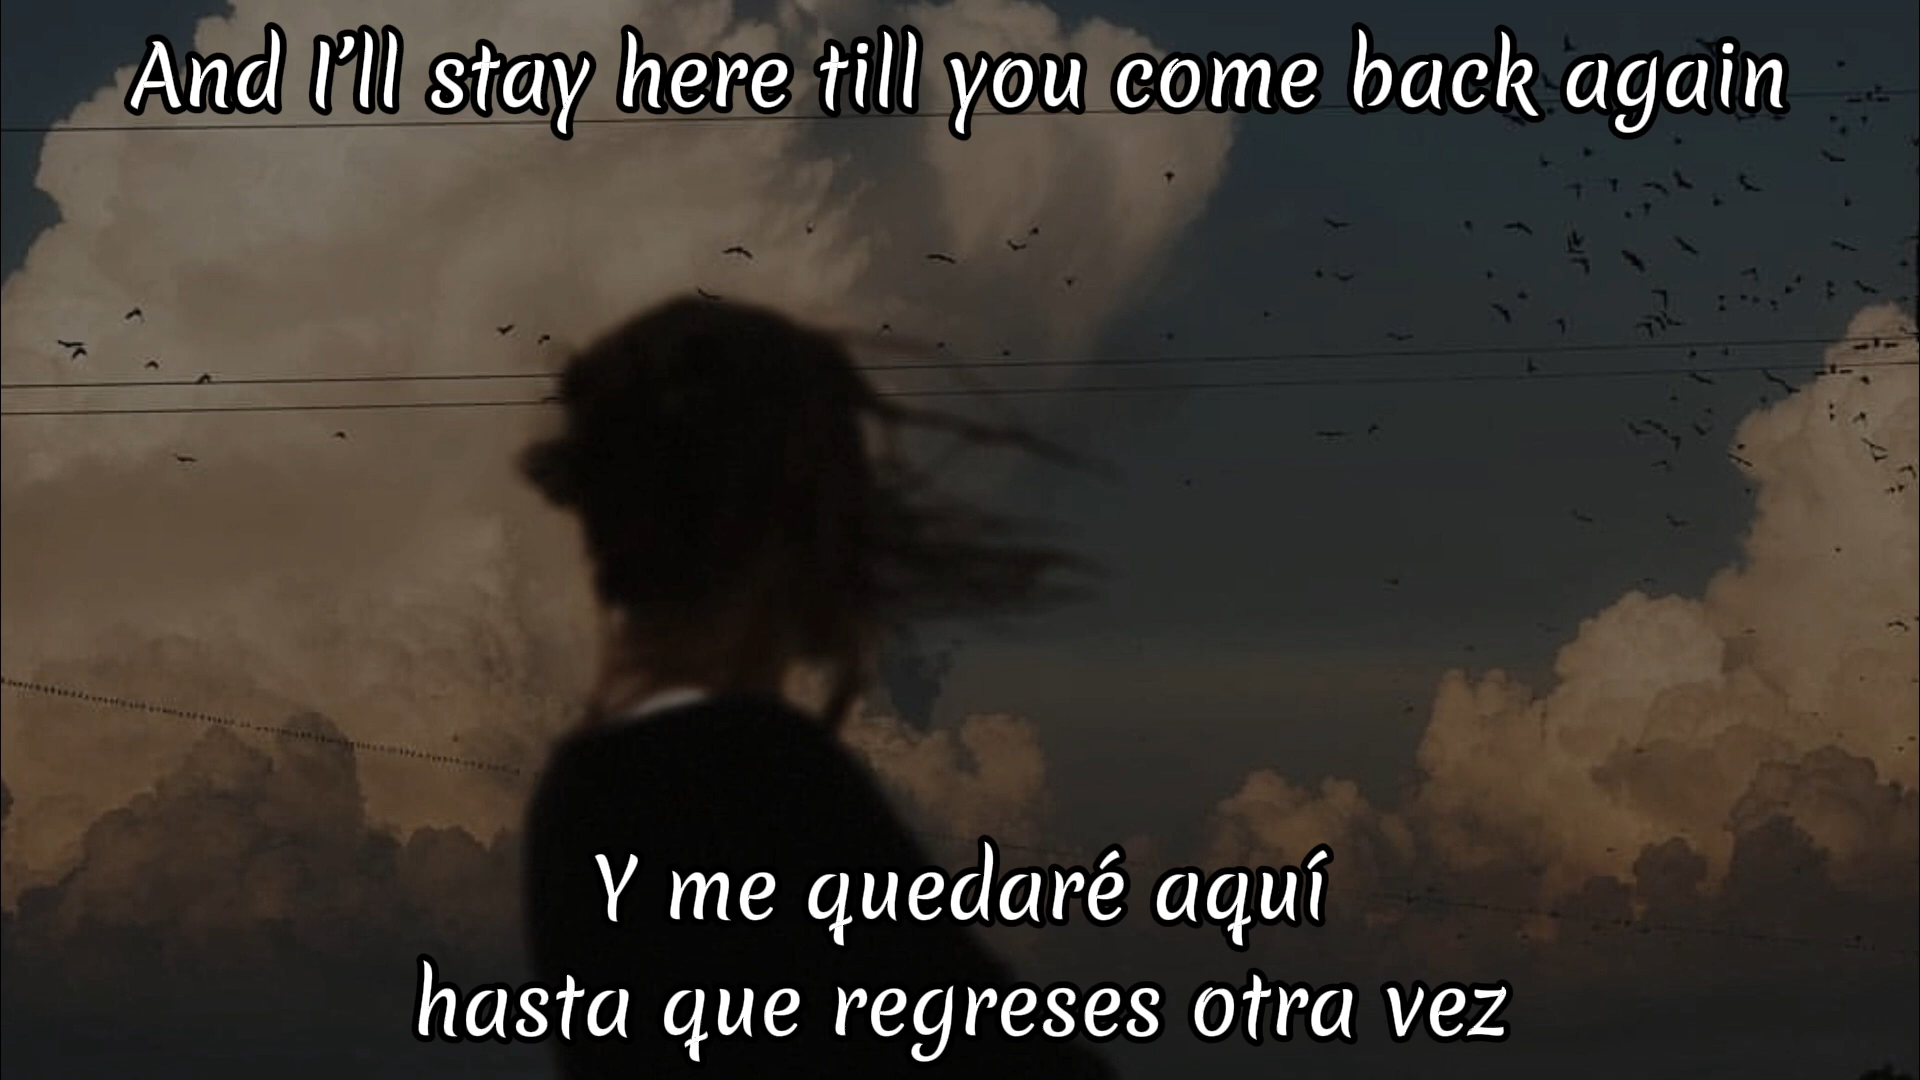 And I’ll stay here till you come back again
Y me quedaré aquí
hasta que regreses otra vez